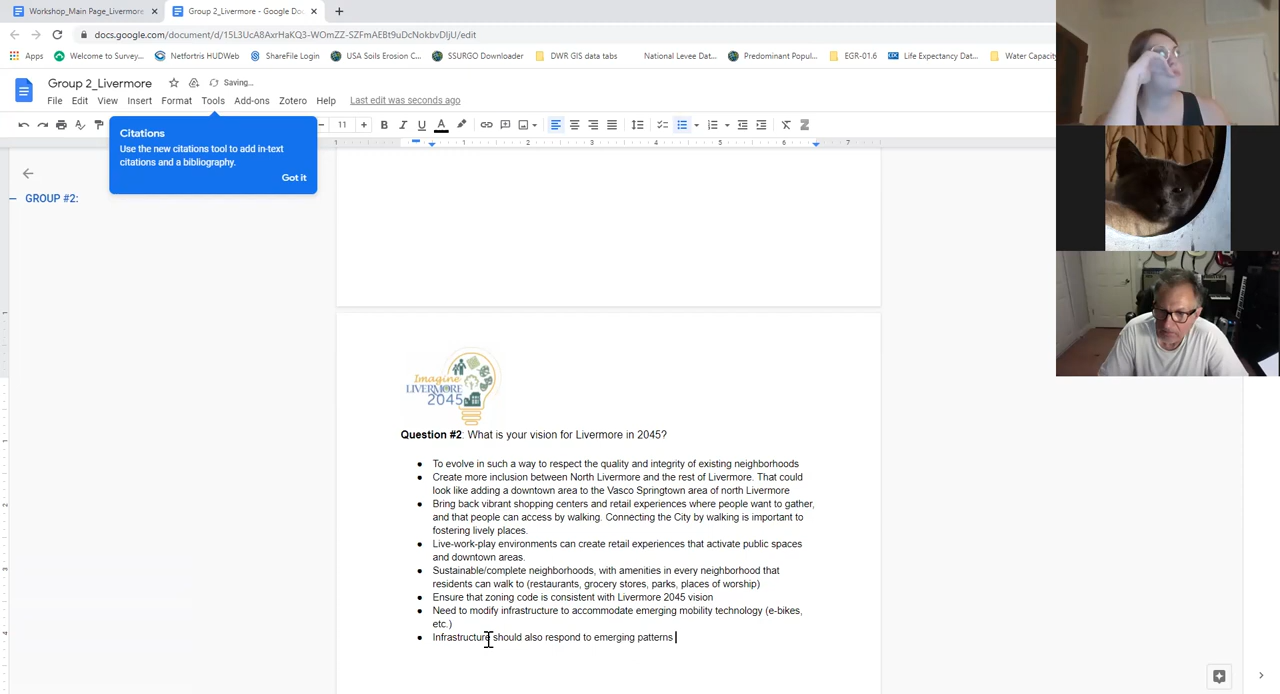 Workshop_Main Page_Livermore
Group 2_Livermore - Google Doc
docs.google.com/document/d/
Apps
Welcome to Survey...
Netfortris HUDWeb
ShareFile Login
USA Soils Erosion C...
SSURGO Downloader
DWR GIS data tabs
National Levee Dat...
Predominant Popul...
EGR-01.6
Life Expectancy Dat...
Water Capacity
Group 2_Livermore
Saving...
File Edit View Insert Format Tools Add-ons Zotero Help Last edit was seconds ago
11
Citations
Use the new citations tool to add in-text
citations and a bibliography.
Got it
GROUP #2:
1 1 2 3 4 5 6 7
Imagine
LIVERMORE
2045
Question #2: What is your vision for Livermore in 2045?
● To evolve in such a way to respect the quality and integrity of existing neighborhoods
● Create more inclusion between North Livermore and the rest of Livermore. That could
look like adding a downtown area to the Vasco Springtown area of north Livermore
● Bring back vibrant shopping centers and retail experiences where people want to gather,
and that people can access by walking. Connecting the City by walking is important to
fostering lively places.
● Live-work-play environments can create retail experiences that activate public spaces
and downtown areas.
● Sustainable/complete neighborhoods, with amenities in every neighborhood that
residents can walk to (restaurants, grocery stores, parks, places of worship)
● Ensure that zoning code is consistent with Livermore 2045 vision
● Need to modify infrastructure to accommodate emerging mobility technology (e-bikes,
etc.)
● Infrastructure should also respond to emerging patterns